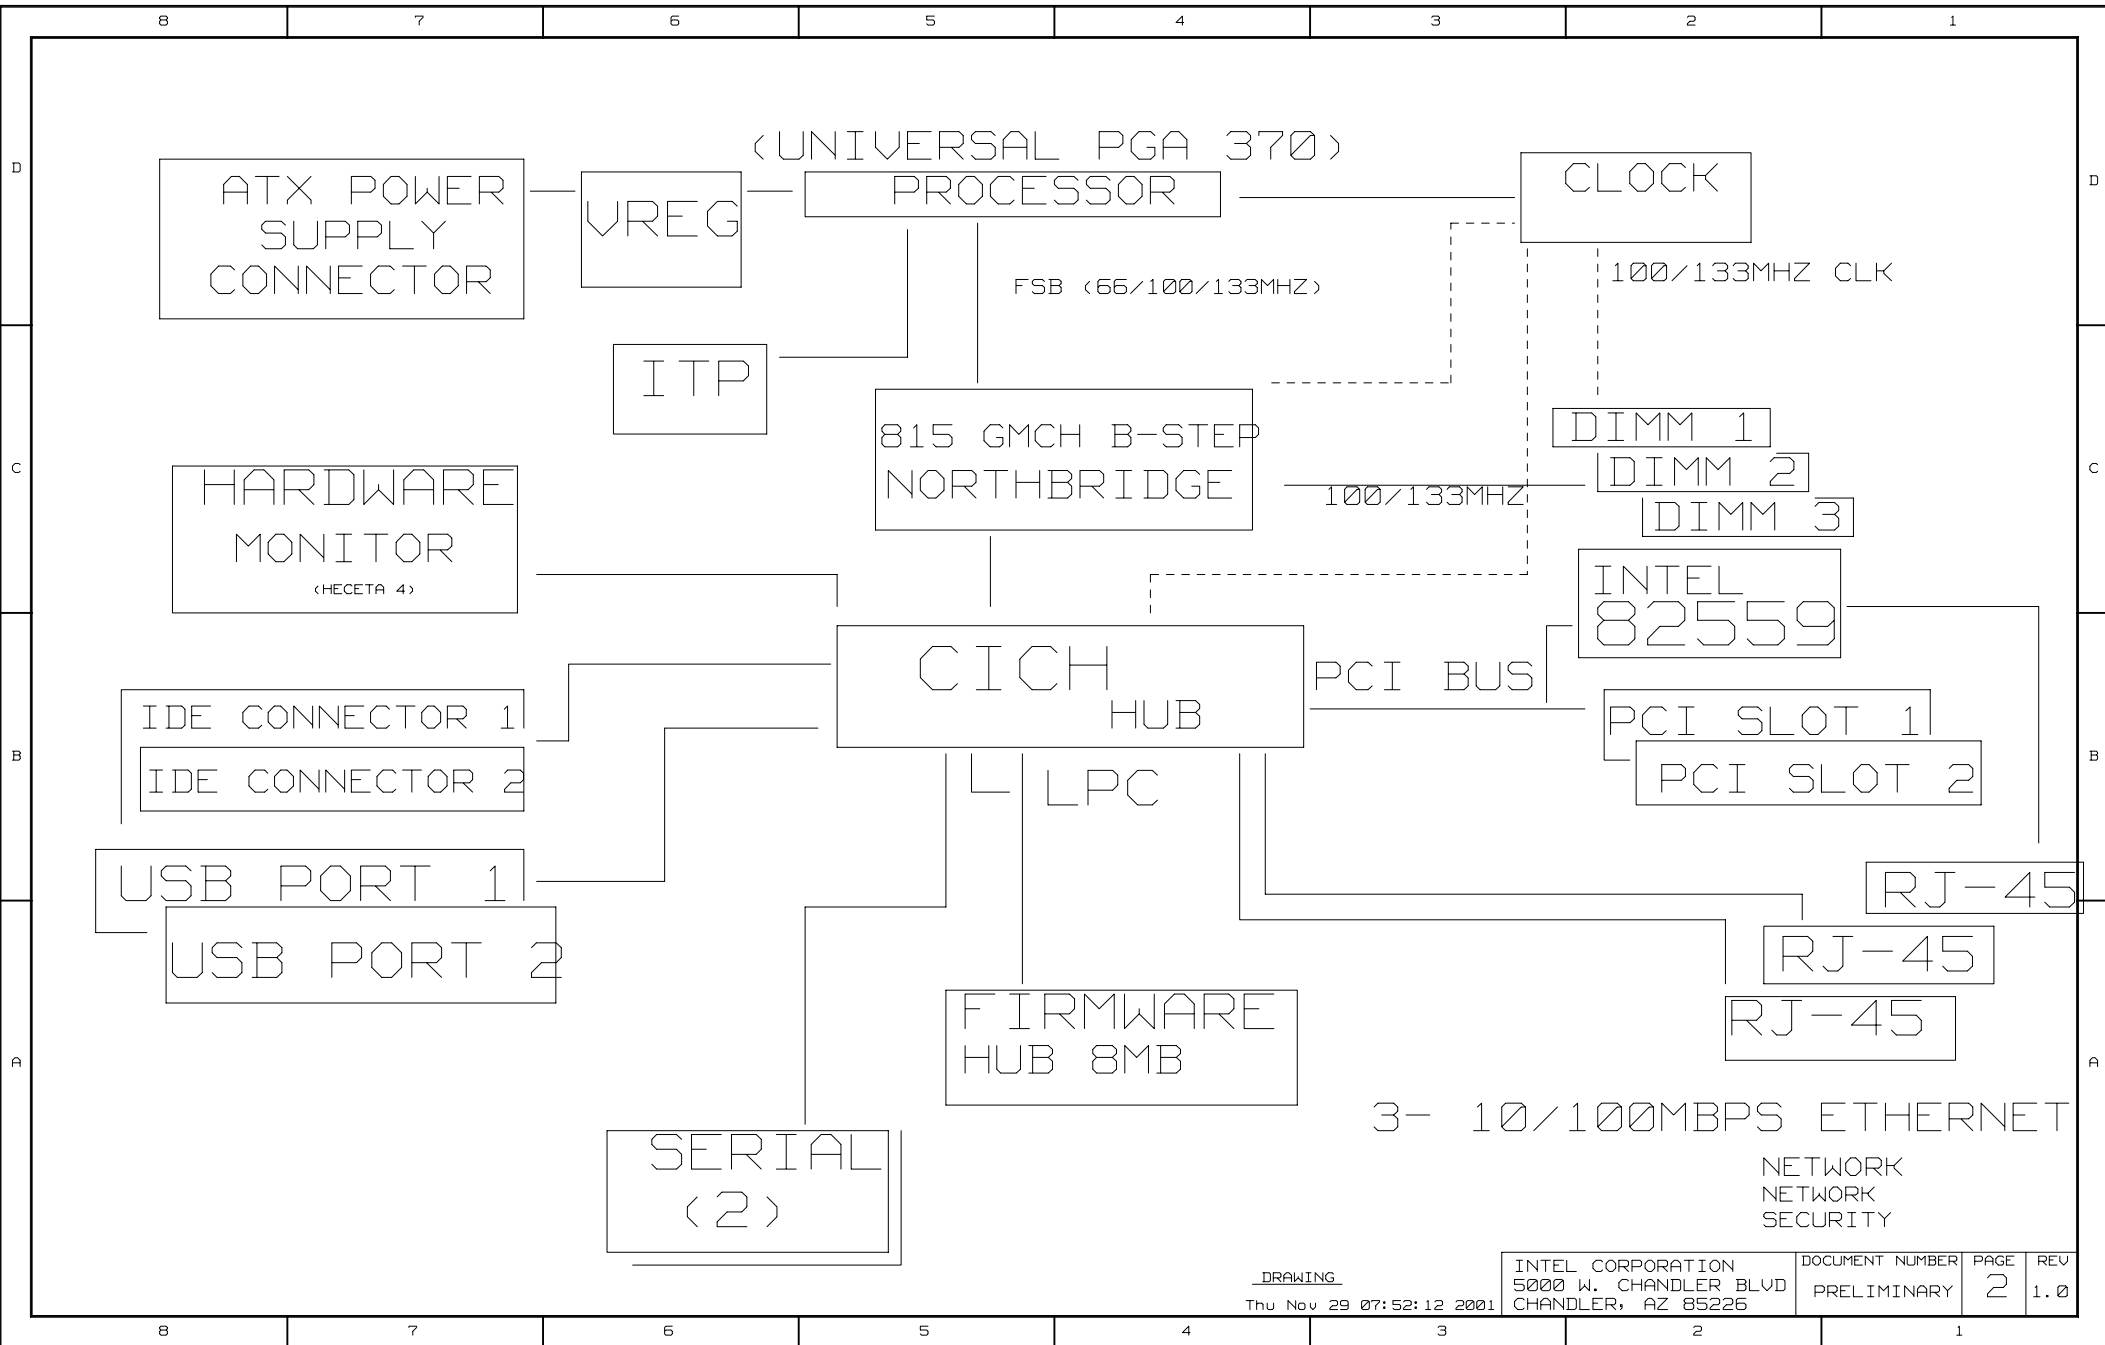 8 7 6 5 4 3 2 1
D D
(UNIVERSAL PGA 370)
ATX POWER
SUPPLY
CONNECTOR
VREG
PROCESSOR
CLOCK
FSB (66/100/133MHZ)
100/133MHZ CLK
ITP
815 GMCH B-STEP
NORTHBRIDGE
DIMM 1
DIMM 2
DIMM 3
100/133MHZ
C C
HARDWARE
MONITOR
(HECETA 4)
INTEL
82559
CICH
HUB
PCI BUS
PCI SLOT 1
PCI SLOT 2
IDE CONNECTOR 1
IDE CONNECTOR 2
B B
LPC
USB PORT 1
USB PORT 2
RJ-45
RJ-45
RJ-45
FIRMWARE
HUB 8MB
A A
SERIAL
(2)
3- 10/100MBPS ETHERNET
NETWORK
NETWORK
SECURITY
DRAWING
Thu Nov 29 07:52:12 2001
INTEL CORPORATION
5000 W. CHANDLER BLVD
CHANDLER, AZ 85226
DOCUMENT NUMBER
PRELIMINARY
PAGE
2
REV
1.0
8 7 6 5 4 3 2 1